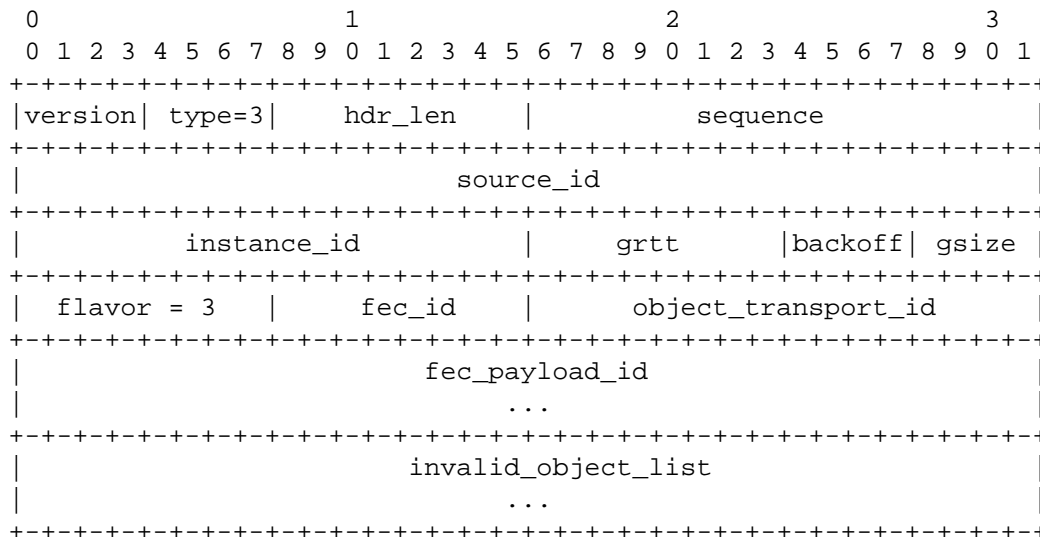 0                   1                   2                   3
 0 1 2 3 4 5 6 7 8 9 0 1 2 3 4 5 6 7 8 9 0 1 2 3 4 5 6 7 8 9 0 1
+-+-+-+-+-+-+-+-+-+-+-+-+-+-+-+-+-+-+-+-+-+-+-+-+-+-+-+-+-+-+-+-+
|version| type=3|    hdr_len    |          sequence             |
+-+-+-+-+-+-+-+-+-+-+-+-+-+-+-+-+-+-+-+-+-+-+-+-+-+-+-+-+-+-+-+-+
|                           source_id                           |
+-+-+-+-+-+-+-+-+-+-+-+-+-+-+-+-+-+-+-+-+-+-+-+-+-+-+-+-+-+-+-+-+
|          instance_id          |     grtt      |backoff| gsize |
+-+-+-+-+-+-+-+-+-+-+-+-+-+-+-+-+-+-+-+-+-+-+-+-+-+-+-+-+-+-+-+-+
|  flavor = 3   |     fec_id    |      object_transport_id      |
+-+-+-+-+-+-+-+-+-+-+-+-+-+-+-+-+-+-+-+-+-+-+-+-+-+-+-+-+-+-+-+-+
|                         fec_payload_id                        |
|                              ...                              |
+-+-+-+-+-+-+-+-+-+-+-+-+-+-+-+-+-+-+-+-+-+-+-+-+-+-+-+-+-+-+-+-+
|                        invalid_object_list                    |
|                              ...                              |
+-+-+-+-+-+-+-+-+-+-+-+-+-+-+-+-+-+-+-+-+-+-+-+-+-+-+-+-+-+-+-+-+